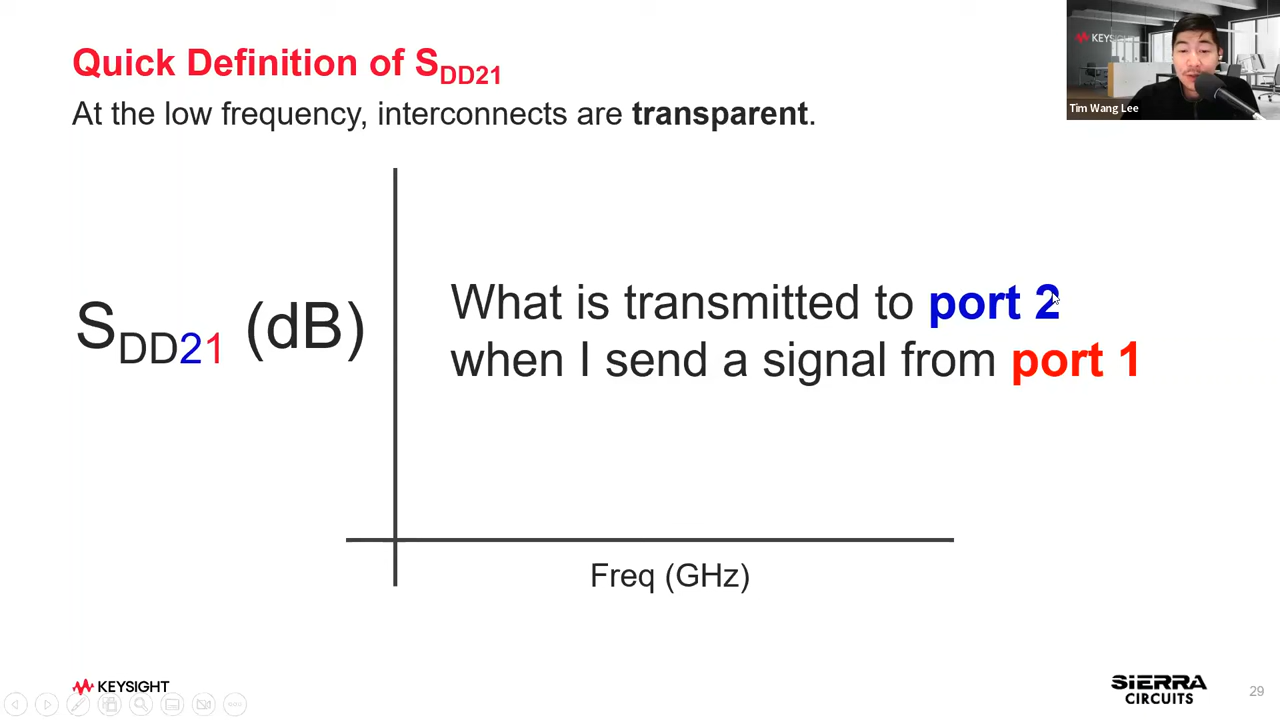 Quick Definition of SDD21
At the low frequency, interconnects are transparent.
KEYSIGHT
Tim Wang Lee
SDD21 (dB)
What is transmitted to port 2
when I send a signal from port 1
Freq (GHz)
KEYSIGHT
SIERRA
CIRCUITS
29